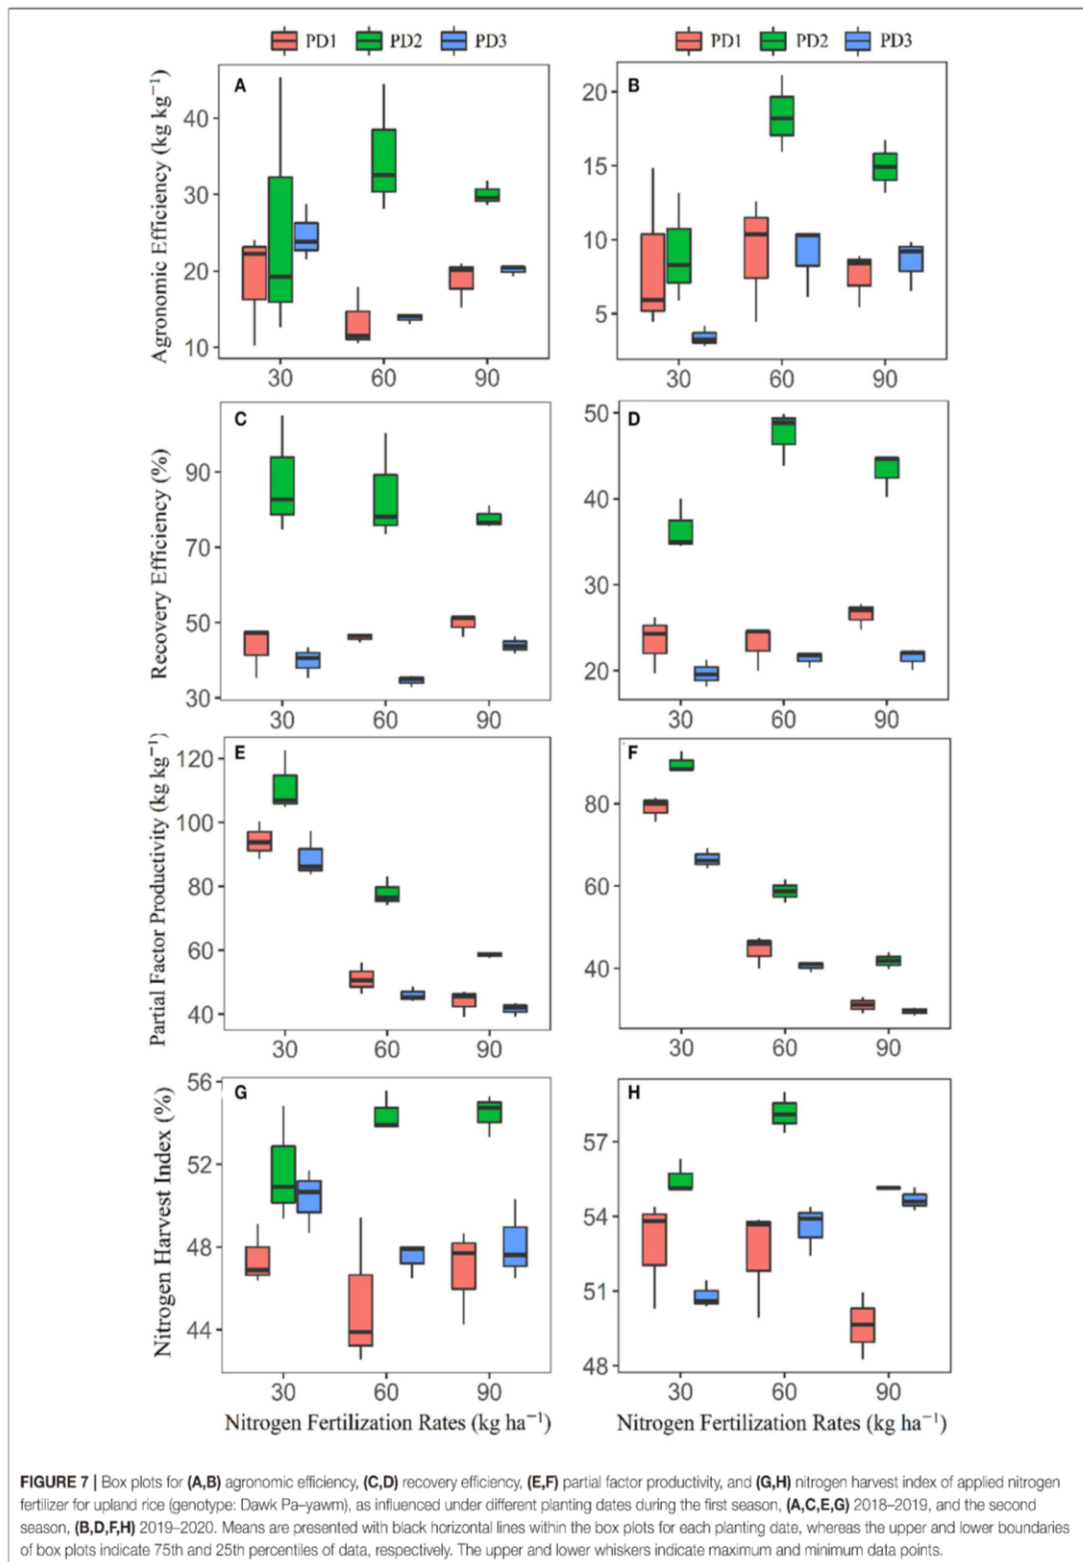 PD1 PD2 PD3
PD1 PD2 PD3
A
Agronomic Efficiency (kg kg⁻¹)
40
30
20
10
30 60 90
B
20
15
10
5
30 60 90
C
Recovery Efficiency (%)
90
70
50
30
30 60 90
D
50
40
30
20
30 60 90
E
Partial Factor Productivity (kg kg⁻¹)
120
100
80
60
40
30 60 90
F
80
60
40
30 60 90
G
Nitrogen Harvest Index (%)
56
52
48
44
30 60 90
Nitrogen Fertilization Rates (kg ha⁻¹)
H
57
54
51
48
30 60 90
Nitrogen Fertilization Rates (kg ha⁻¹)
FIGURE 7 | Box plots for (A,B) agronomic efficiency, (C,D) recovery efficiency, (E,F) partial factor productivity, and (G,H) nitrogen harvest index of applied nitrogen
fertilizer for upland rice (genotype: Dawk Pa–yawm), as influenced under different planting dates during the first season, (A,C,E,G) 2018–2019, and the second
season, (B,D,F,H) 2019–2020. Means are presented with black horizontal lines within the box plots for each planting date, whereas the upper and lower boundaries
of box plots indicate 75th and 25th percentiles of data, respectively. The upper and lower whiskers indicate maximum and minimum data points.